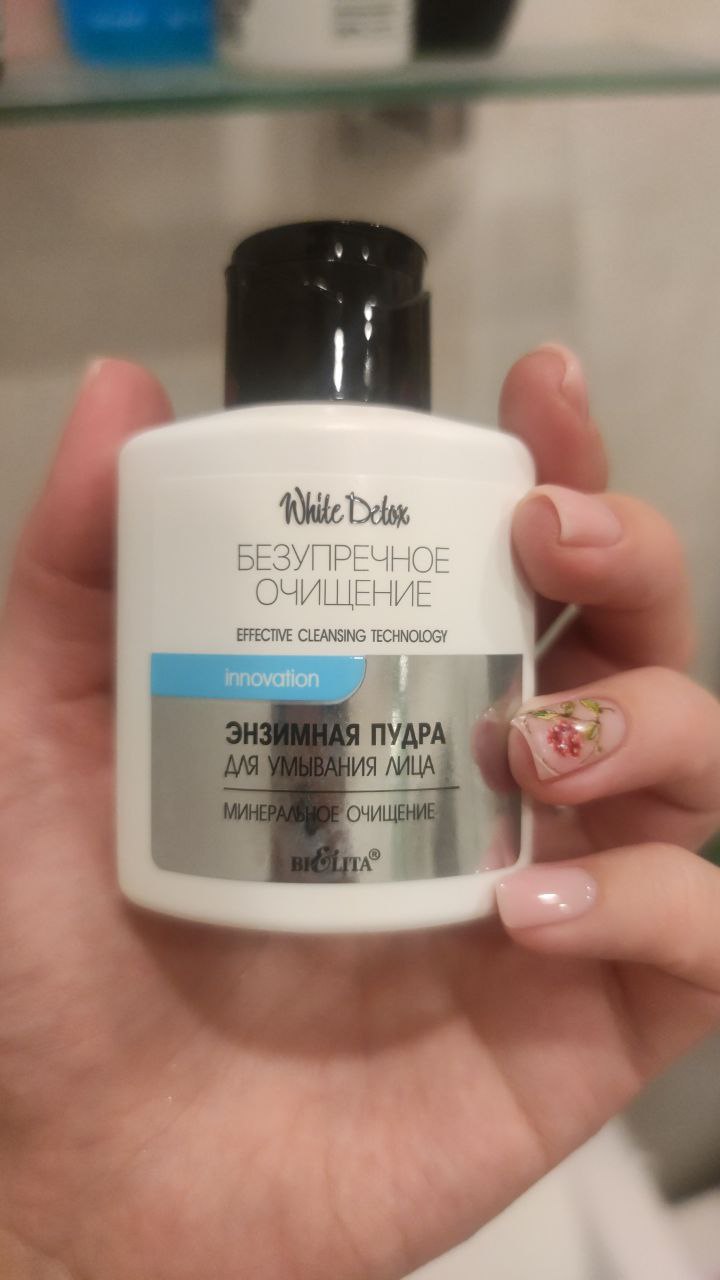 White Detox
БЕЗУПРЕЧНОЕ
ОЧИЩЕНИЕ
EFFECTIVE CLEANSING TECHNOLOGY
innovation
ЭНЗИМНАЯ ПУДРА
ДЛЯ УМЫВАНИЯ ЛИЦА
МИНЕРАЛЬНОЕ ОЧИЩЕНИЕ
BIELITA®